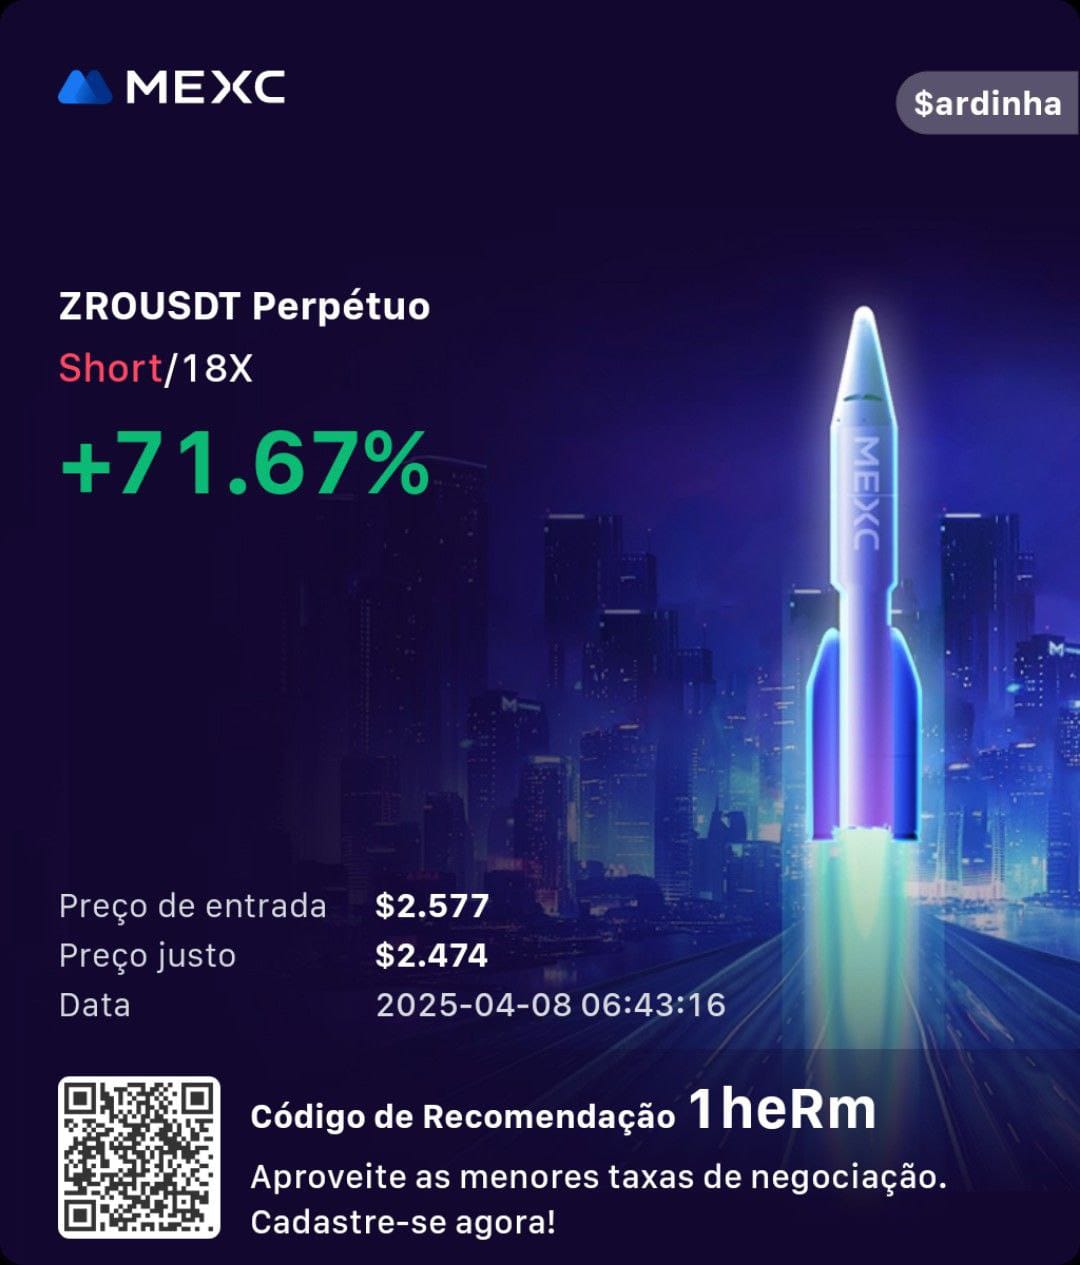 MEXC
$ardinha
ZROUSDT Perpétuo
Short/18X
+71.67%
MEXC
Preço de entrada $2.577
Preço justo $2.474
Data 2025-04-08 06:43:16
Código de Recomendação 1heRm
Aproveite as menores taxas de negociação.
Cadastre-se agora!